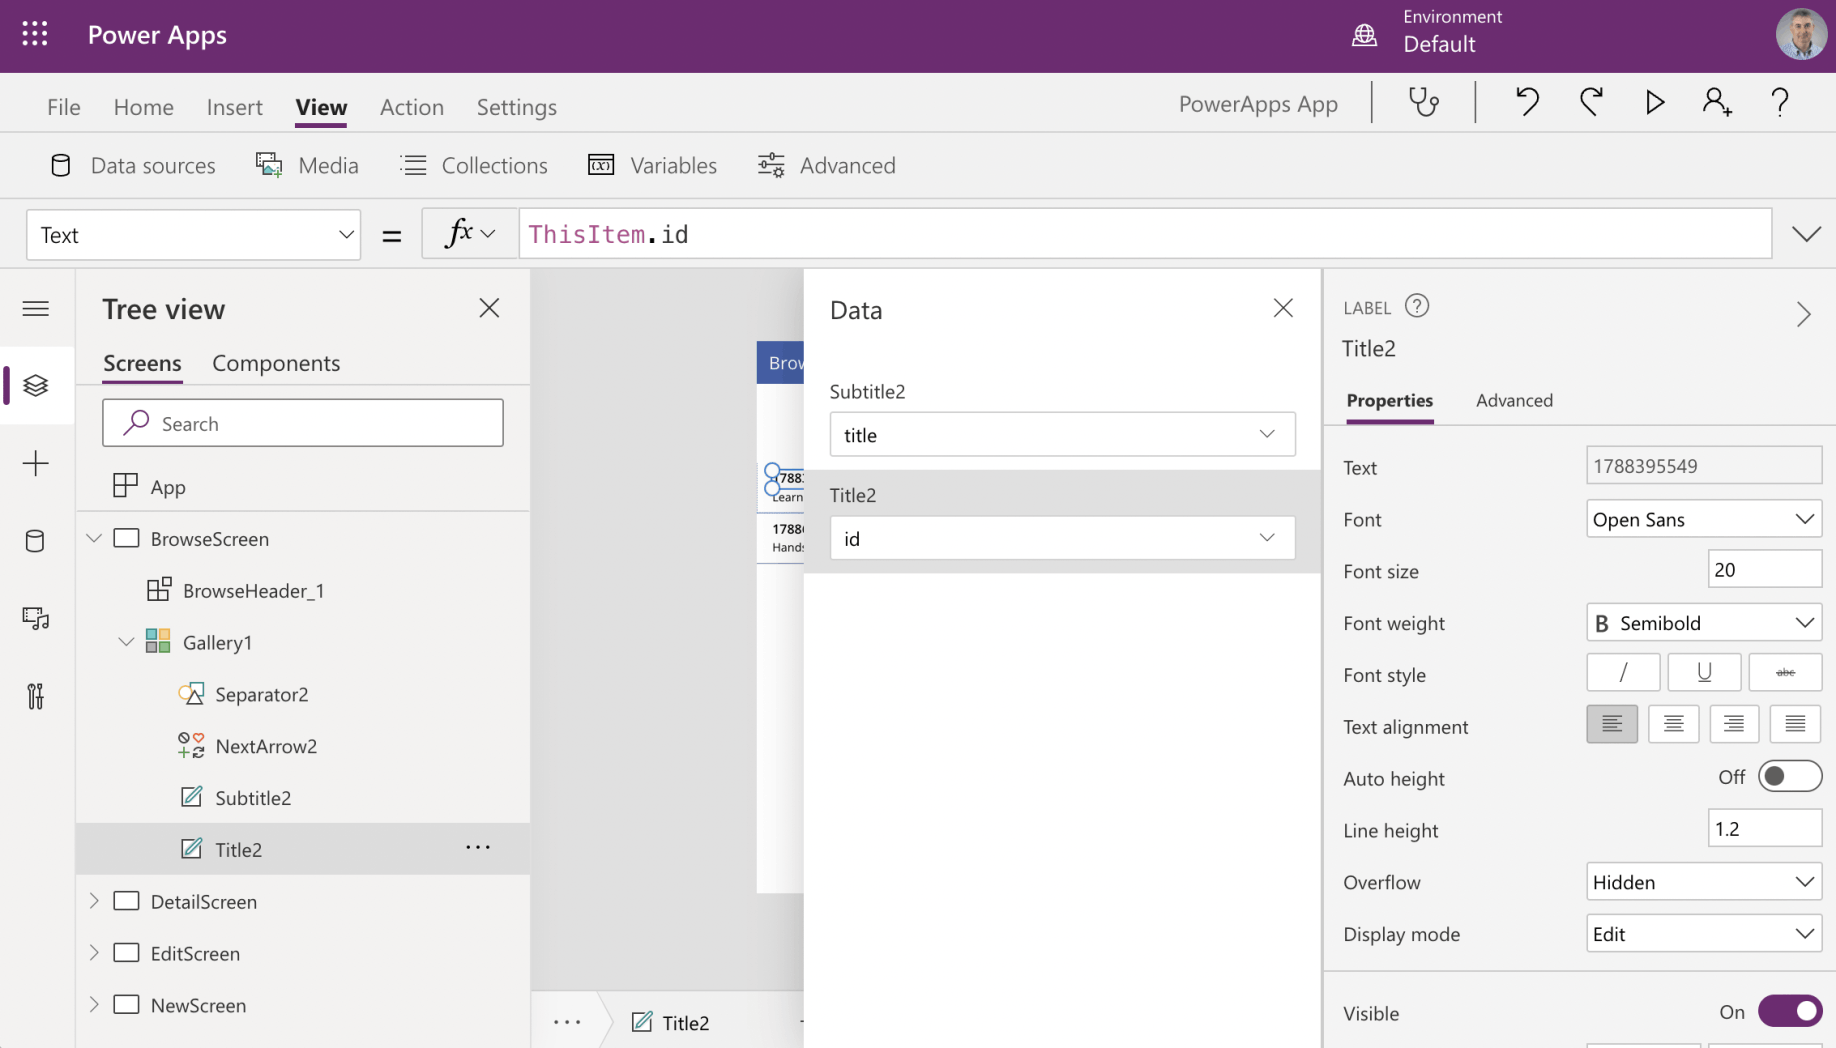 Power Apps
Environment
Default
File Home Insert View Action Settings
PowerApps App
?
Data sources Media Collections Variables Advanced
Text = fx ThisItem.id
Tree view
Screens Components
Search
App
BrowseScreen
BrowseHeader_1
Gallery1
Separator2
NextArrow2
Subtitle2
Title2 ...
DetailScreen
EditScreen
NewScreen
Brow
1788
Learn
1788
Hands
... Title2
Data
Subtitle2
title
Title2
id
LABEL ?
Title2
Properties Advanced
Text 1788395549
Font Open Sans
Font size 20
Font weight B Semibold
Font style / U abc
Text alignment
Auto height Off
Line height 1.2
Overflow Hidden
Display mode Edit
Visible On